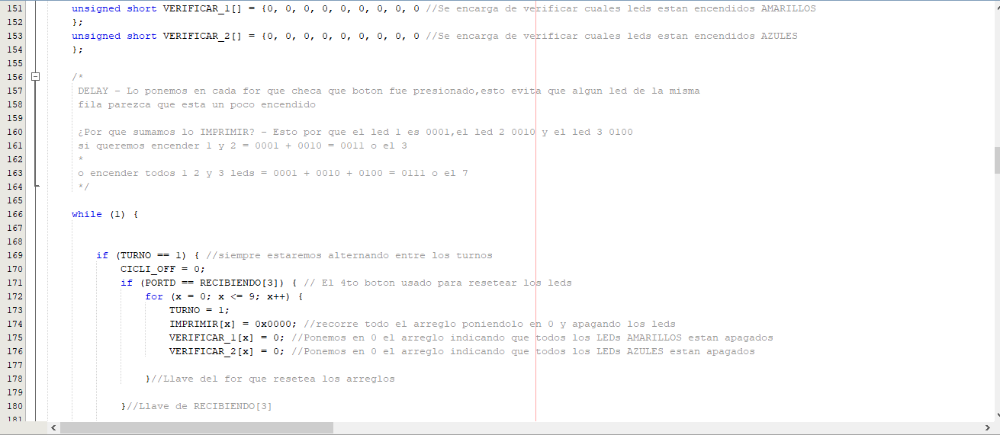 151 unsigned short VERIFICAR_1[] = {0, 0, 0, 0, 0, 0, 0, 0, 0 //Se encarga de verificar cuales leds estan encendidos AMARILLOS
152 };
153 unsigned short VERIFICAR_2[] = {0, 0, 0, 0, 0, 0, 0, 0, 0 //Se encarga de verificar cuales leds estan encendidos AZULES
154 };
155
156 /*
157 DELAY - Lo ponemos en cada for que checa que boton fue presionado,esto evita que algun led de la misma
158 fila parezca que esta un poco encendido
159
160 ¿Por que sumamos lo IMPRIMIR? - Esto por que el led 1 es 0001,el led 2 0010 y el led 3 0100
161 si queremos encender 1 y 2 = 0001 + 0010 = 0011 o el 3
162 *
163 o encender todos 1 2 y 3 leds = 0001 + 0010 + 0100 = 0111 o el 7
164 */
165
166 while (1) {
167
168
169 if (TURNO == 1) { //siempre estaremos alternando entre los turnos
170 CICLI_OFF = 0;
171 if (PORTD == RECIBIENDO[3]) { // El 4to boton usado para resetear los leds
172 for (x = 0; x <= 9; x++) {
173 TURNO = 1;
174 IMPRIMIR[x] = 0x0000; //recorre todo el arreglo poniendolo en 0 y apagando los leds
175 VERIFICAR_1[x] = 0; //Ponemos en 0 el arreglo indicando que todos los LEDs AMARILLOS estan apagados
176 VERIFICAR_2[x] = 0; //Ponemos en 0 el arreglo indicando que todos los LEDs AZULES estan apagados
177
178 }//Llave del for que resetea los arreglos
179
180 }//Llave de RECIBIENDO[3]
181